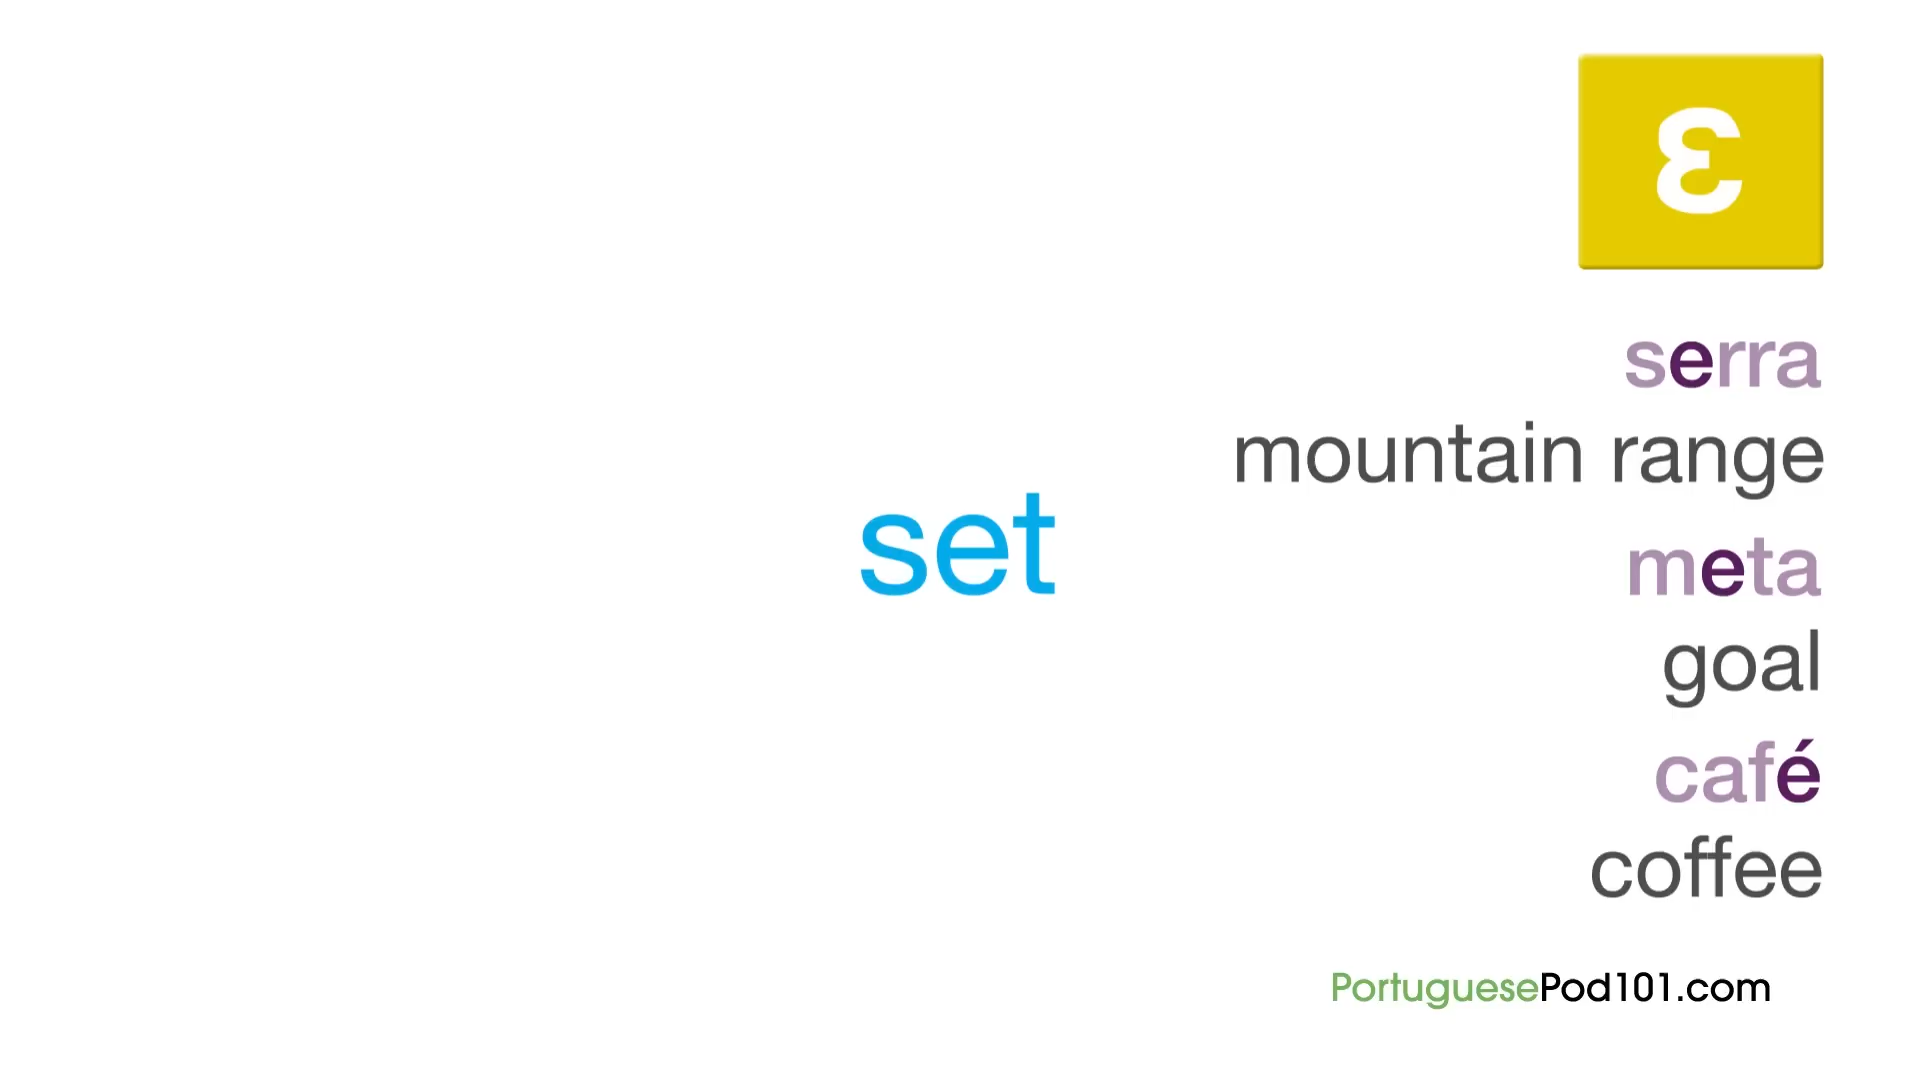 ɛ
serra
mountain range
set
meta
goal
café
coffee
PortuguesePod101.com